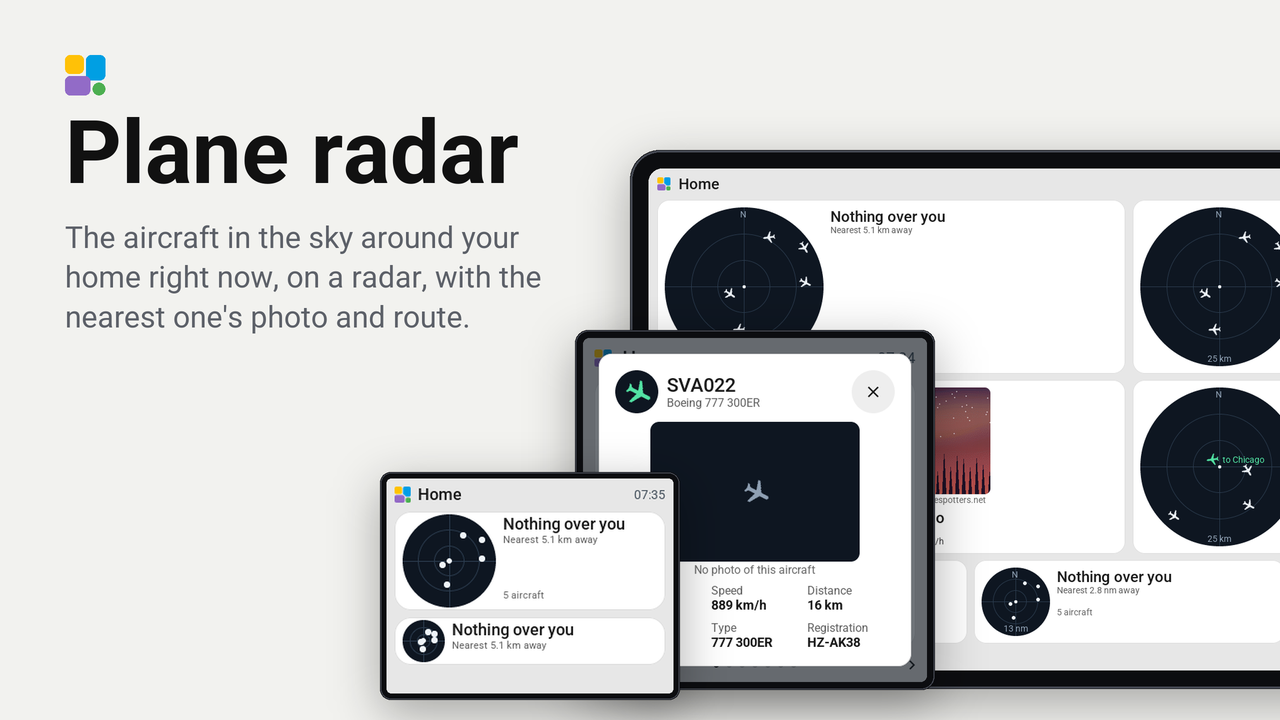 Plane radar
The aircraft in the sky around your
home right now, on a radar, with the
nearest one's photo and route.
Home
N
Nothing over you
Nearest 5.1 km away
N
25 km
SVA022
Boeing 777 300ER
No photo of this aircraft
Speed
889 km/h
Distance
16 km
Type
777 300ER
Registration
HZ-AK38
Home
07:35
Nothing over you
Nearest 5.1 km away
5 aircraft
Nothing over you
Nearest 5.1 km away
N
to Chicago
25 km
N
13 nm
Nothing over you
Nearest 2.8 nm away
5 aircraft